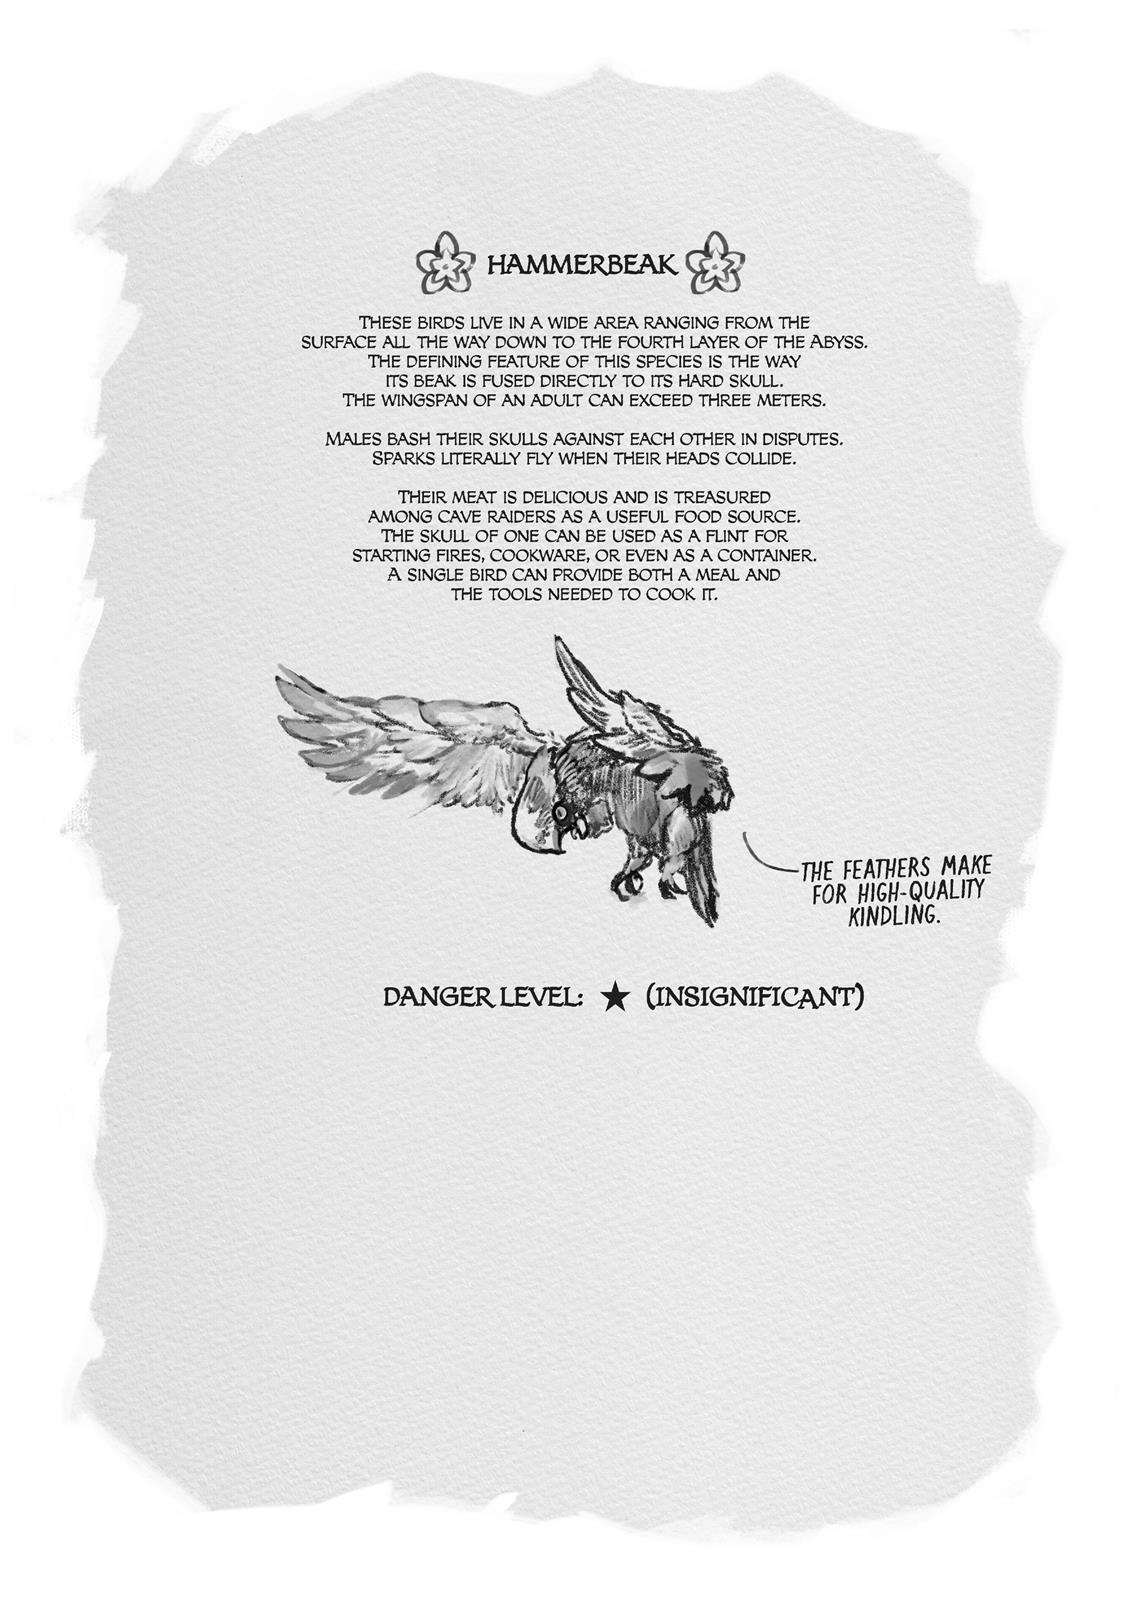 HAMMERBEAK
THESE BIRDS LIVE IN A WIDE AREA RANGING FROM THE
SURFACE ALL THE WAY DOWN TO THE FOURTH LAYER OF THE ABYSS.
THE DEFINING FEATURE OF THIS SPECIES IS THE WAY
ITS BEAK IS FUSED DIRECTLY TO ITS HARD SKULL.
THE WINGSPAN OF AN ADULT CAN EXCEED THREE METERS.
MALES BASH THEIR SKULLS AGAINST EACH OTHER IN DISPUTES.
SPARKS LITERALLY FLY WHEN THEIR HEADS COLLIDE.
THEIR MEAT IS DELICIOUS AND IS TREASURED
AMONG CAVE RAIDERS AS A USEFUL FOOD SOURCE.
THE SKULL OF ONE CAN BE USED AS A FLINT FOR
STARTING FIRES, COOKWARE, OR EVEN AS A CONTAINER.
A SINGLE BIRD CAN PROVIDE BOTH A MEAL AND
THE TOOLS NEEDED TO COOK IT.
THE FEATHERS MAKE
FOR HIGH-QUALITY
KINDLING.
DANGER LEVEL: ★ (INSIGNIFICANT)